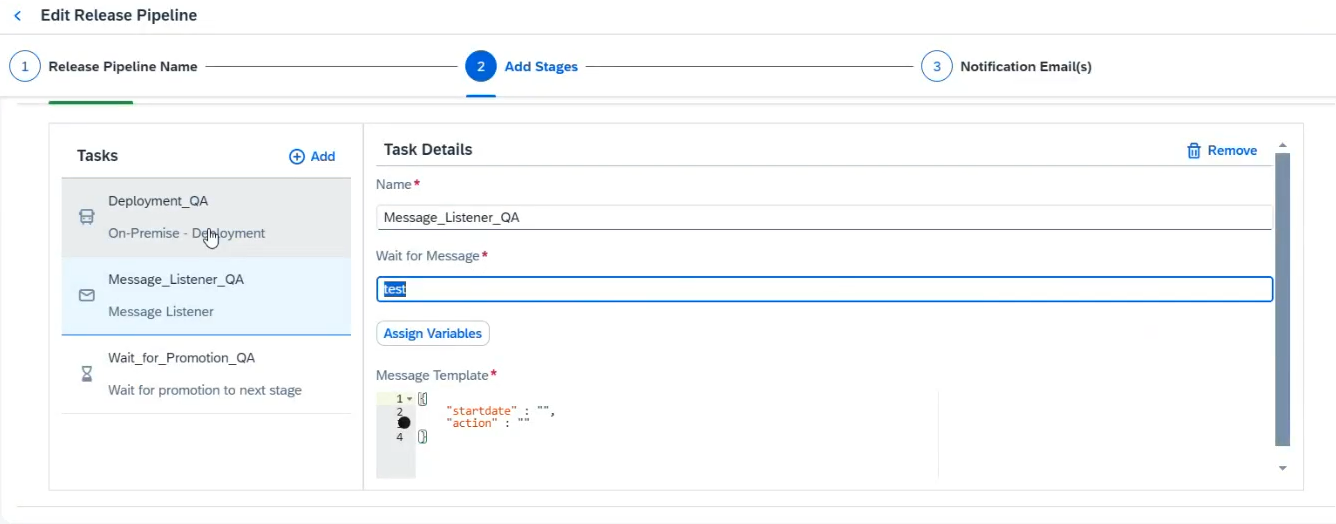 Edit Release Pipeline
1 Release Pipeline Name
2 Add Stages
3 Notification Email(s)
Tasks
Add
Deployment_QA
On-Premise - Deployment
Message_Listener_QA
Message Listener
Wait_for_Promotion_QA
Wait for promotion to next stage
Task Details
Remove
Name*
Message_Listener_QA
Wait for Message*
test
Assign Variables
Message Template*
1 {
2 "startdate" : "",
"action" : ""
4 }